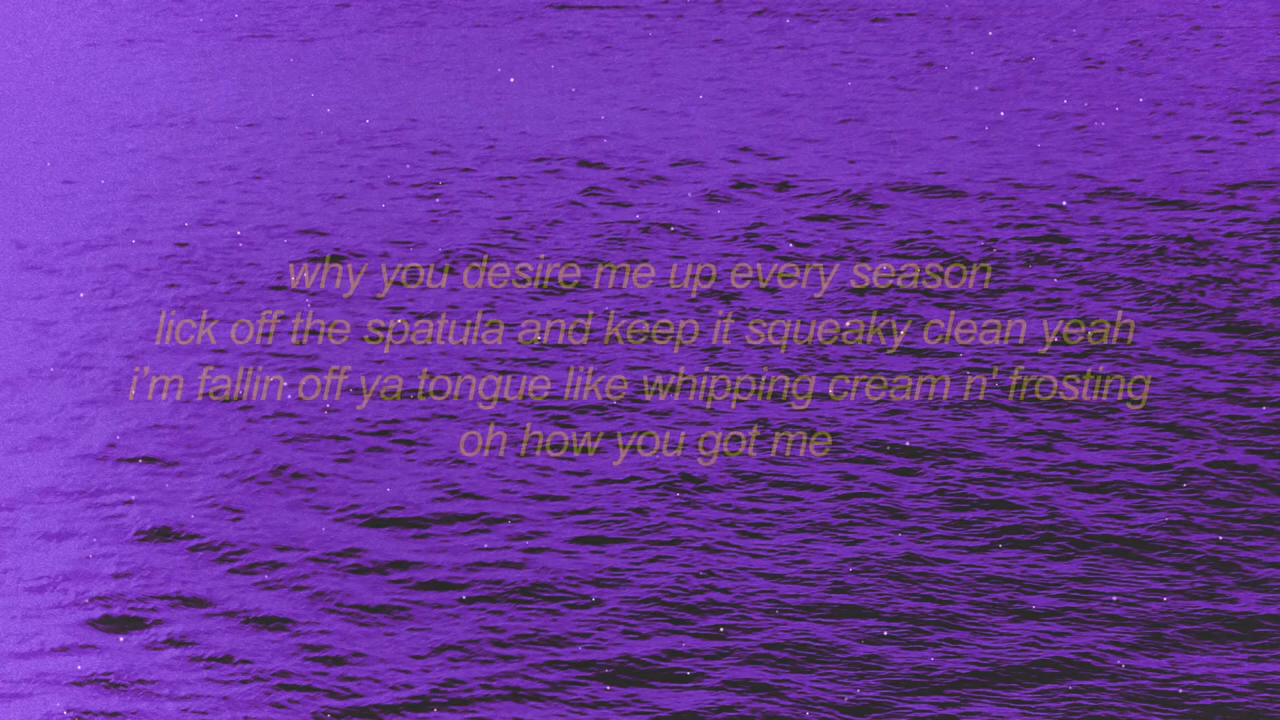 why you desire me up every season
lick off the spatula and keep it squeaky clean yeah
i'm fallin off ya tongue like whipping cream n' frosting
oh how you got me